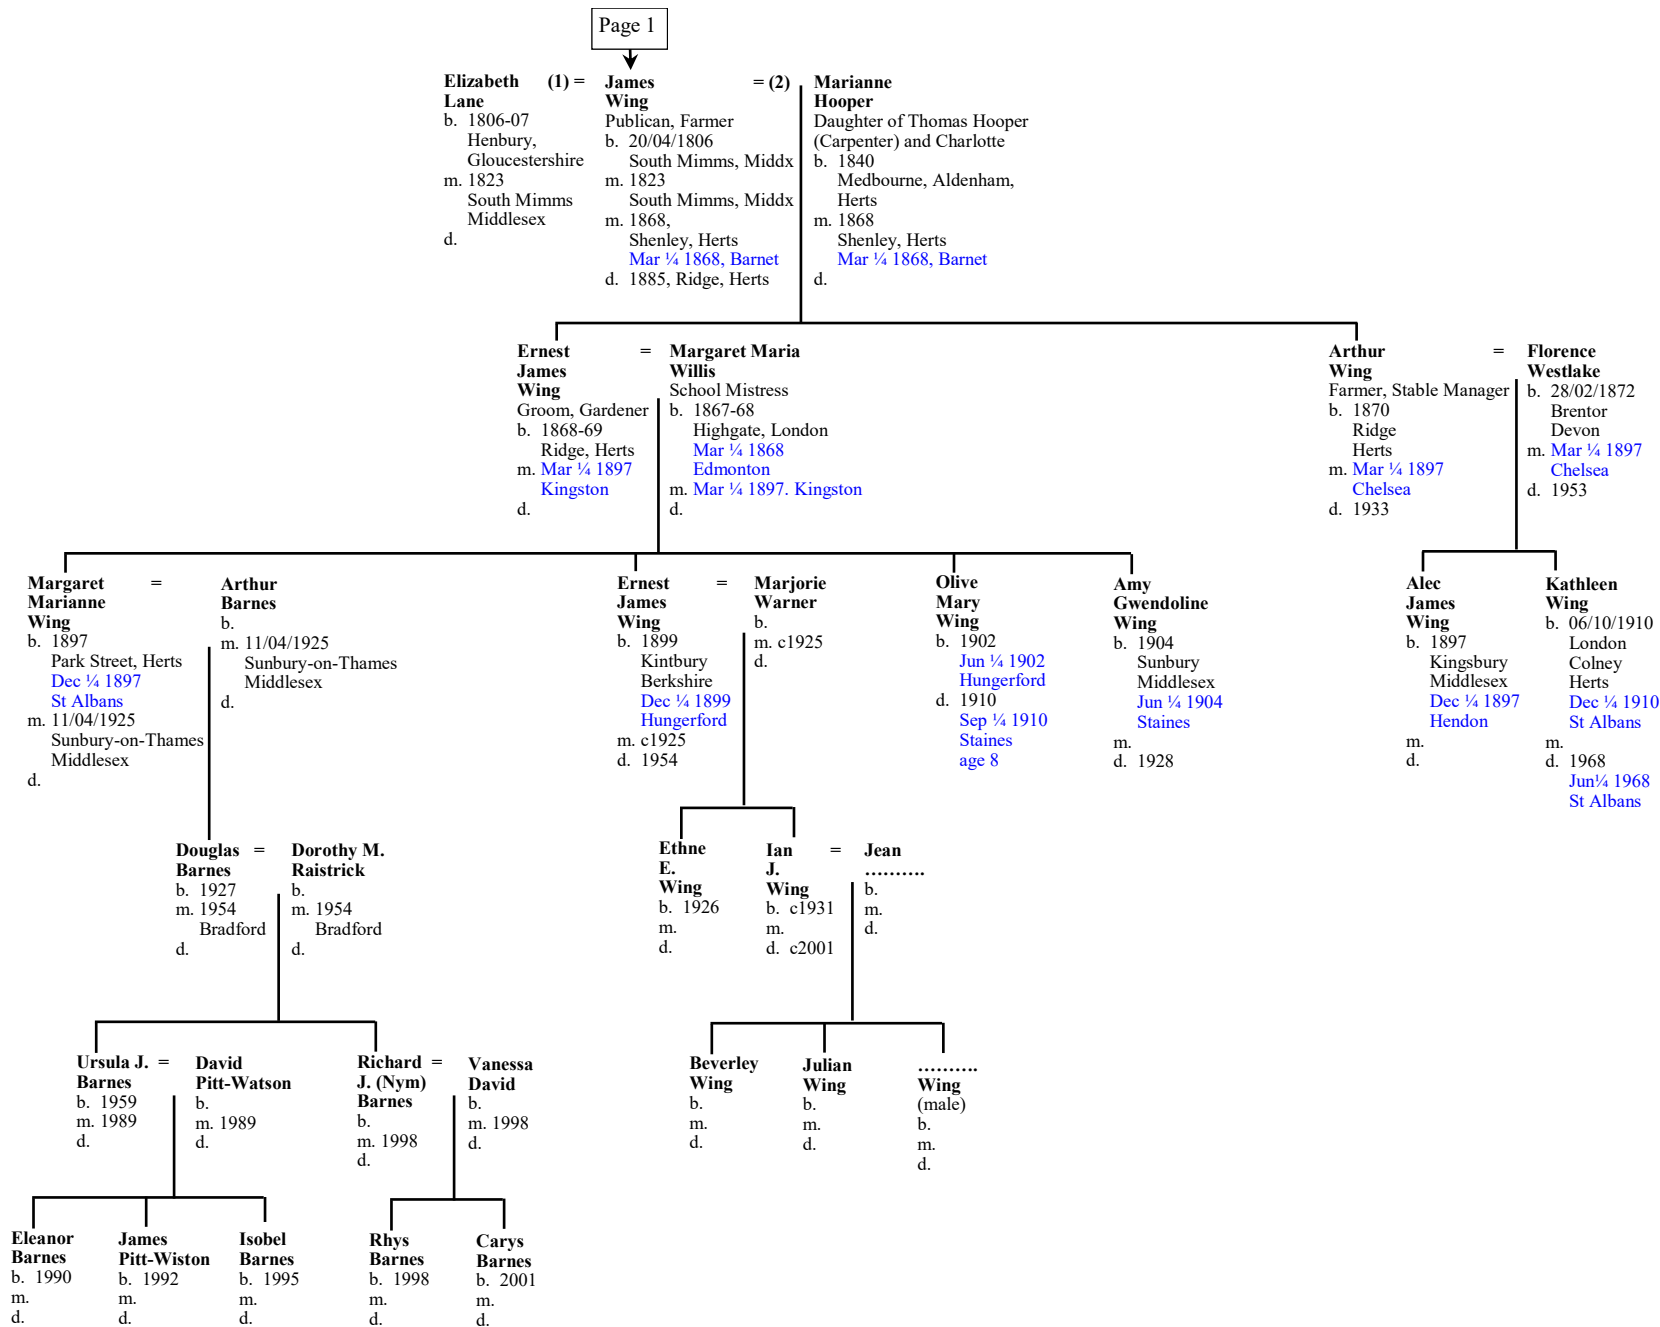 Page 1
Elizabeth (1) =
Lane
b. 1806-07
Henbury,
Gloucestershire
m. 1823
South Mimms
Middlesex
d.
James = (2)
Wing
Publican, Farmer
b. 20/04/1806
South Mimms, Middx
m. 1823
South Mimms, Middx
m. 1868,
Shenley, Herts
Mar ¼ 1868, Barnet
d. 1885, Ridge, Herts
Marianne
Hooper
Daughter of Thomas Hooper
(Carpenter) and Charlotte
b. 1840
Medbourne, Aldenham,
Herts
m. 1868
Shenley, Herts
Mar ¼ 1868, Barnet
d.
Ernest =
James
Wing
Groom, Gardener
b. 1868-69
Ridge, Herts
m. Mar ¼ 1897
Kingston
d.
Margaret Maria
Willis
School Mistress
b. 1867-68
Highgate, London
Mar ¼ 1868
Edmonton
m. Mar ¼ 1897. Kingston
d.
Arthur =
Wing
Farmer, Stable Manager
b. 1870
Ridge
Herts
m. Mar ¼ 1897
Chelsea
d. 1933
Florence
Westlake
b. 28/02/1872
Brentor
Devon
m. Mar ¼ 1897
Chelsea
d. 1953
Margaret =
Marianne
Wing
b. 1897
Park Street, Herts
Dec ¼ 1897
St Albans
m. 11/04/1925
Sunbury-on-Thames
Middlesex
d.
Arthur
Barnes
b.
m. 11/04/1925
Sunbury-on-Thames
Middlesex
d.
Ernest =
James
Wing
b. 1899
Kintbury
Berkshire
Dec ¼ 1899
Hungerford
m. c1925
d. 1954
Marjorie
Warner
b.
m. c1925
d.
Olive
Mary
Wing
b. 1902
Jun ¼ 1902
Hungerford
d. 1910
Sep ¼ 1910
Staines
age 8
Amy
Gwendoline
Wing
b. 1904
Sunbury
Middlesex
Jun ¼ 1904
Staines
m.
d. 1928
Alec
James
Wing
b. 1897
Kingsbury
Middlesex
Dec ¼ 1897
Hendon
m.
d.
Kathleen
Wing
b. 06/10/1910
London
Colney
Herts
Dec ¼ 1910
St Albans
m.
d. 1968
Jun¼ 1968
St Albans
Douglas =
Barnes
b. 1927
m. 1954
Bradford
d.
Dorothy M.
Raistrick
b.
m. 1954
Bradford
d.
Ethne
E.
Wing
b. 1926
m.
d.
Ian =
J.
Wing
b. c1931
m.
d. c2001
Jean
……….
b.
m.
d.
Ursula J. =
Barnes
b. 1959
m. 1989
d.
David
Pitt-Watson
b.
m. 1989
d.
Richard =
J. (Nym)
Barnes
b.
m. 1998
d.
Vanessa
David
b.
m. 1998
d.
Beverley
Wing
b.
m.
d.
Julian
Wing
b.
m.
d.
……….
Wing
(male)
b.
m.
d.
Eleanor
Barnes
b. 1990
m.
d.
James
Pitt-Wiston
b. 1992
m.
d.
Isobel
Barnes
b. 1995
m.
d.
Rhys
Barnes
b. 1998
m.
d.
Carys
Barnes
b. 2001
m.
d.